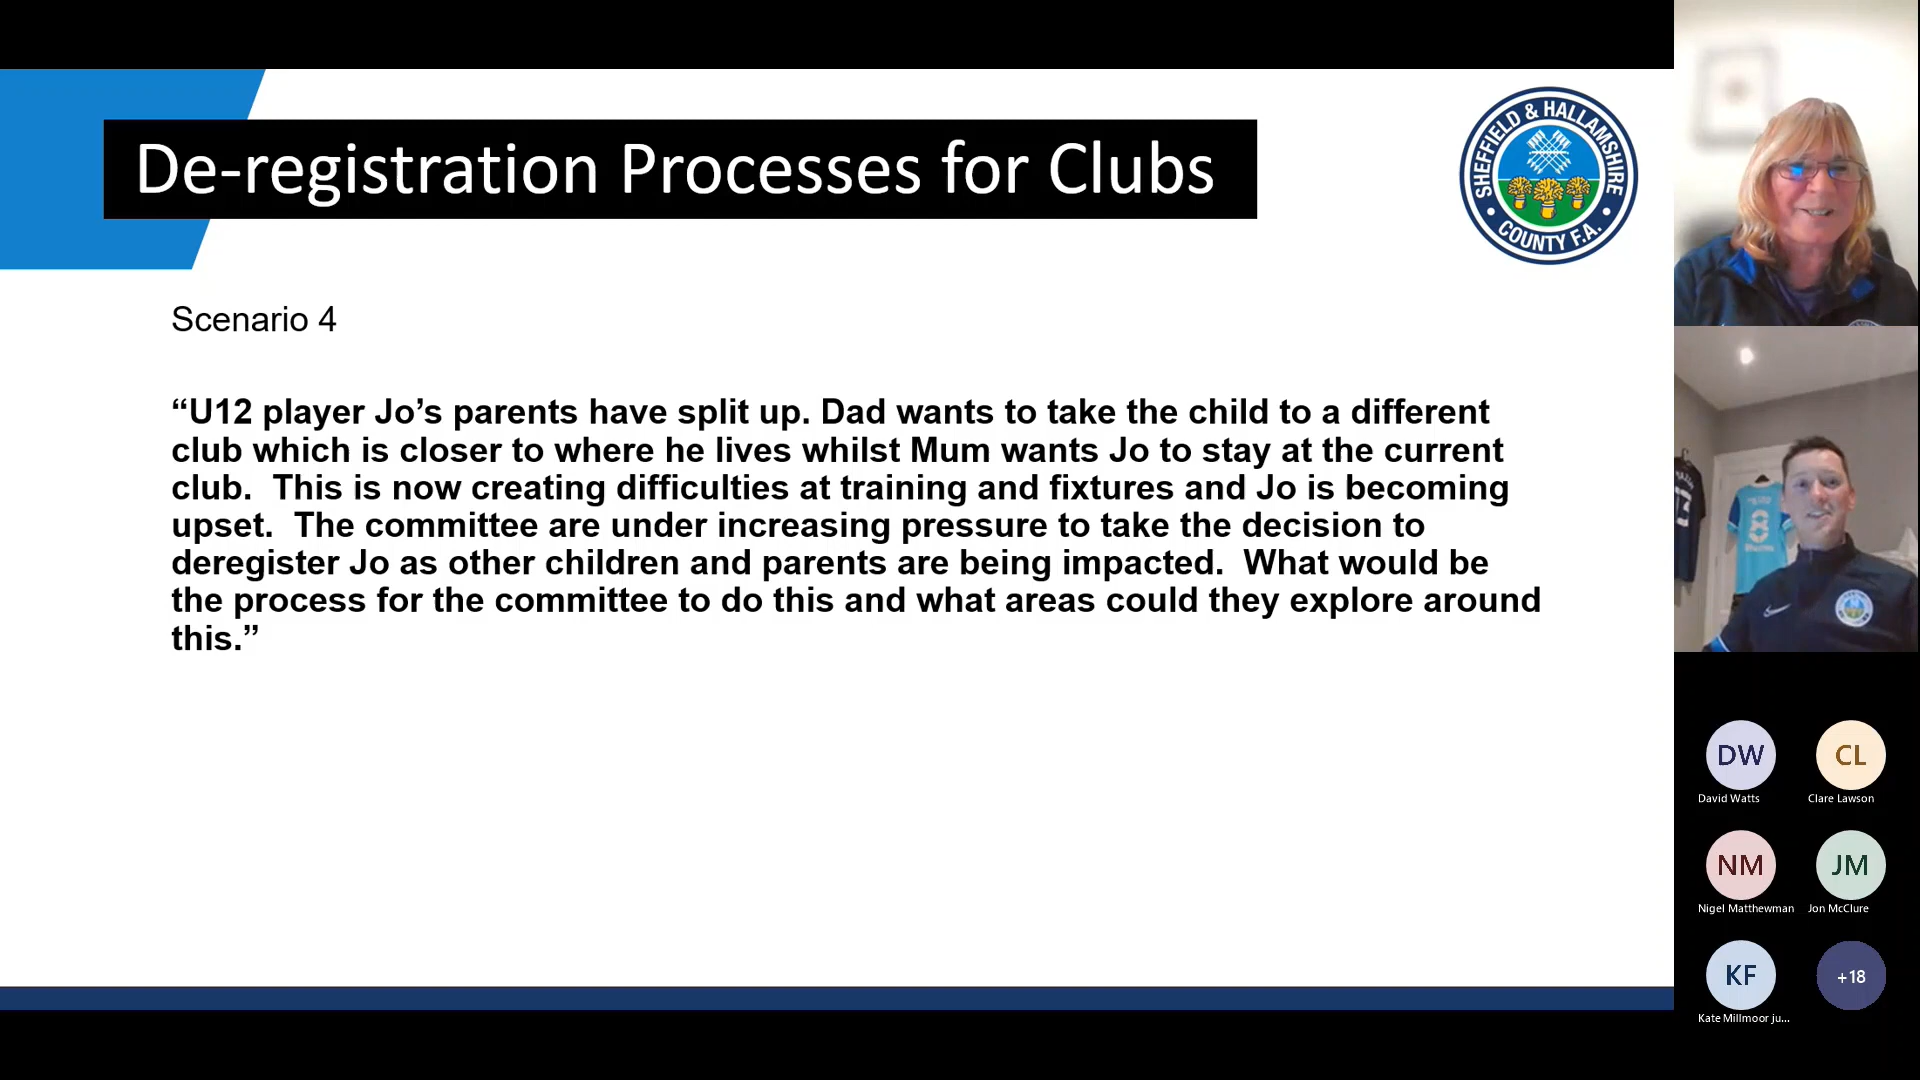 De-registration Processes for Clubs
SHEFFIELD & HALLAMSHIRE
COUNTY F.A.
Scenario 4
“U12 player Jo’s parents have split up. Dad wants to take the child to a different
club which is closer to where he lives whilst Mum wants Jo to stay at the current
club.  This is now creating difficulties at training and fixtures and Jo is becoming
upset.  The committee are under increasing pressure to take the decision to
deregister Jo as other children and parents are being impacted.  What would be
the process for the committee to do this and what areas could they explore around
this.”
8
DW
David Watts
CL
Clare Lawson
NM
Nigel Matthewman
JM
Jon McClure
KF
Kate Millmoor ju...
+18